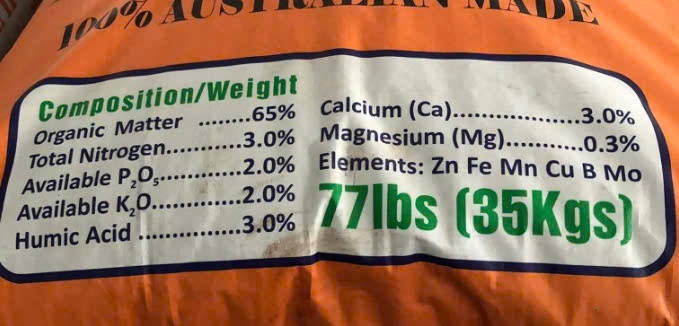 100% AUSTRALIAN MADE
Composition/Weight
Organic Matter ........65%
Total Nitrogen............3.0%
Available P₂O₅.............2.0%
Available K₂O..............2.0%
Humic Acid ................3.0%
Calcium (Ca)...................3.0%
Magnesium (Mg)............0.3%
Elements: Zn Fe Mn Cu B Mo
77lbs (35Kgs)